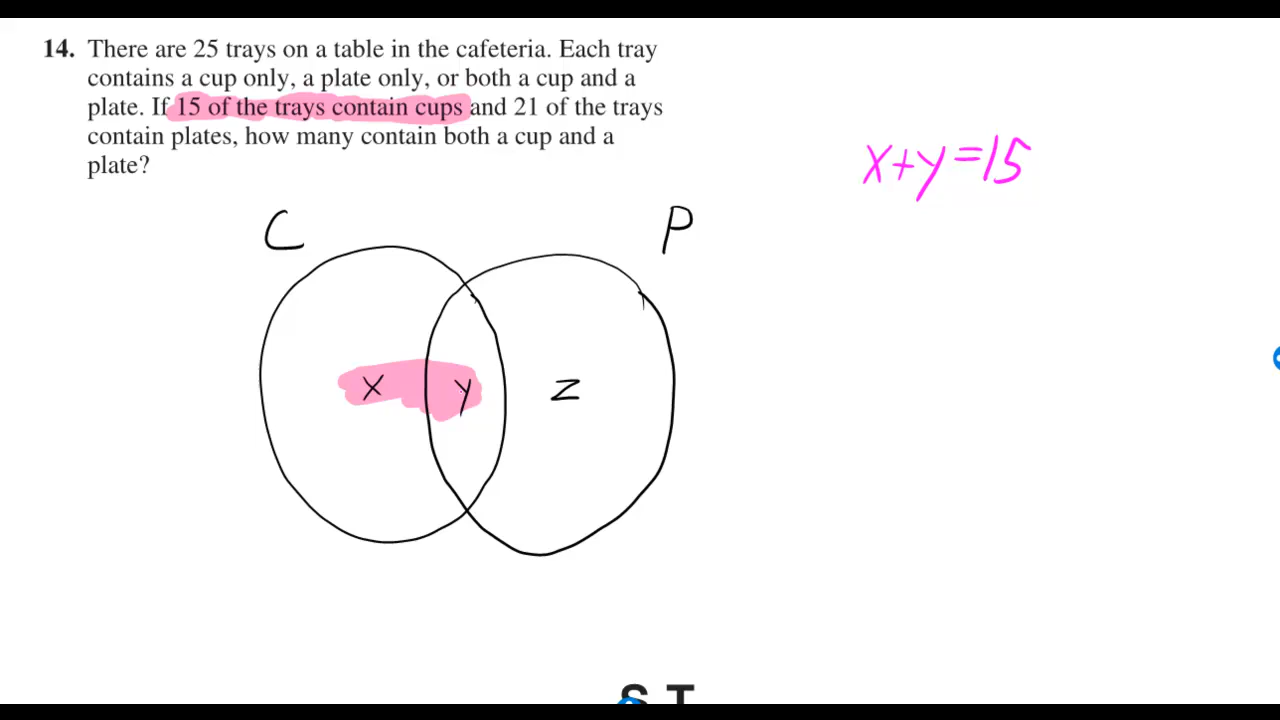 14. There are 25 trays on a table in the cafeteria. Each tray
contains a cup only, a plate only, or both a cup and a
plate. If 15 of the trays contain cups and 21 of the trays
contain plates, how many contain both a cup and a
plate?
x+y=15
C P
x y z
S T